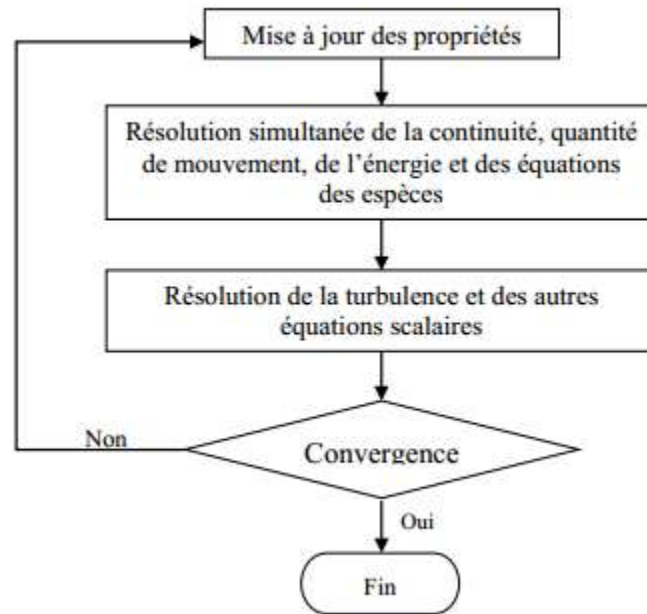 Mise à jour des propriétés
Résolution simultanée de la continuité, quantité
de mouvement, de l'énergie et des équations
des espèces
Résolution de la turbulence et des autres
équations scalaires
Non
Convergence
Oui
Fin